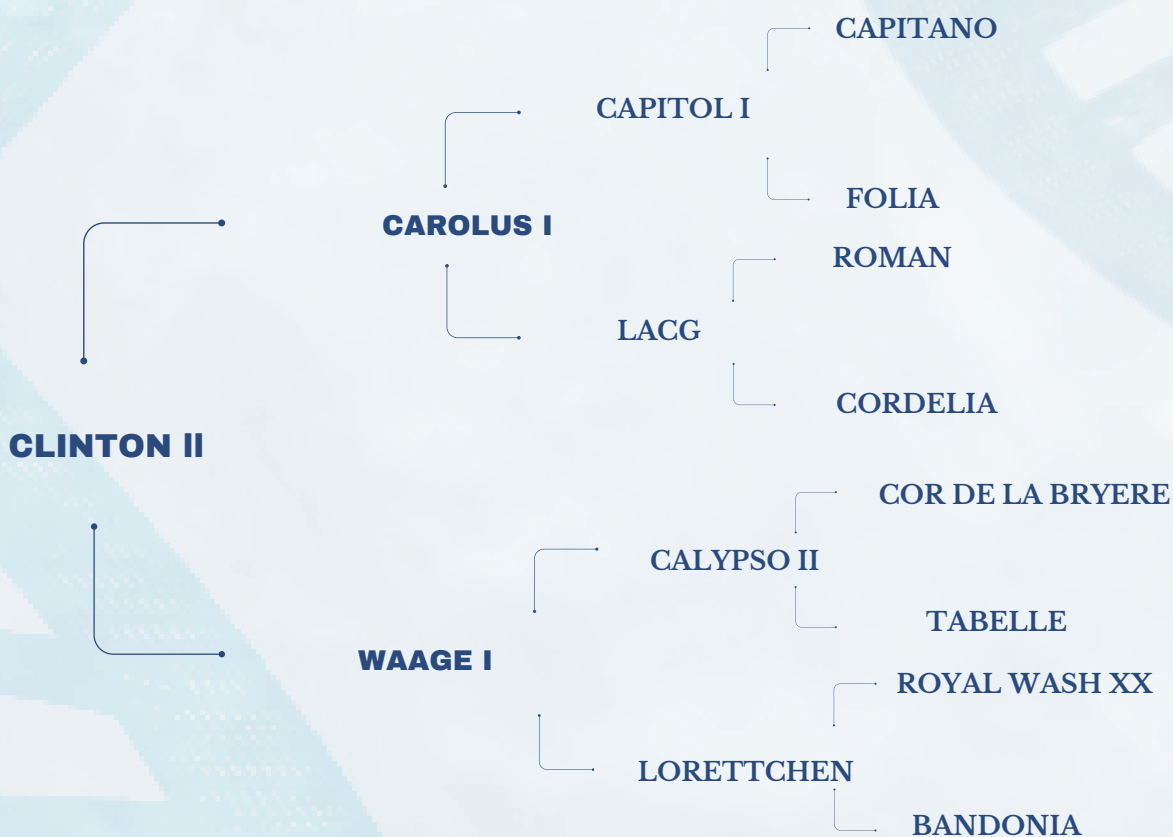 CAPITANO
CAPITOL I
FOLIA
CAROLUS I
ROMAN
LACG
CORDELIA
CLINTON II
COR DE LA BRYERE
CALYPSO II
TABELLE
WAAGE I
ROYAL WASH XX
LORETTCHEN
BANDONIA